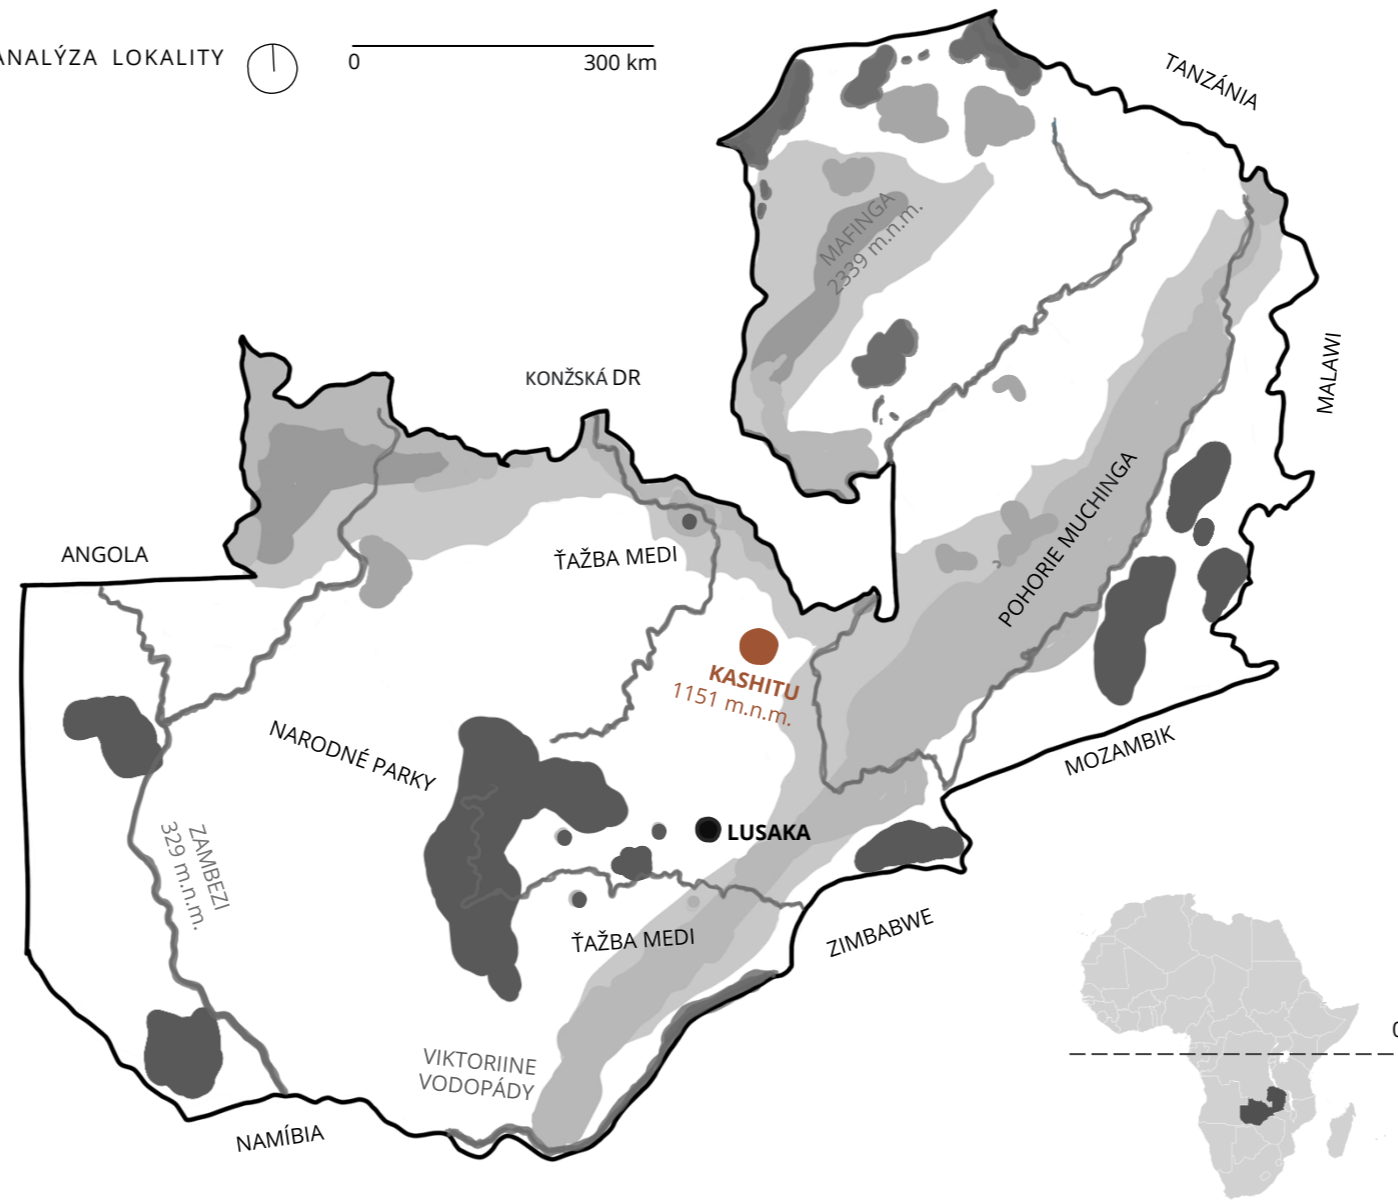 ANALÝZA LOKALITY
0
300 km
TANZÁNIA
MAFINGA
2339 m.n.m.
MALAWI
KONŽSKÁ DR
ANGOLA
ŤAŽBA MEDI
POHORIE MUCHINGA
KASHITU
1151 m.n.m.
NARODNÉ PARKY
MOZAMBIK
ZAMBEZI
329 m.n.m.
LUSAKA
ŤAŽBA MEDI
ZIMBABWE
VIKTORIINE
VODOPÁDY
NAMÍBIA